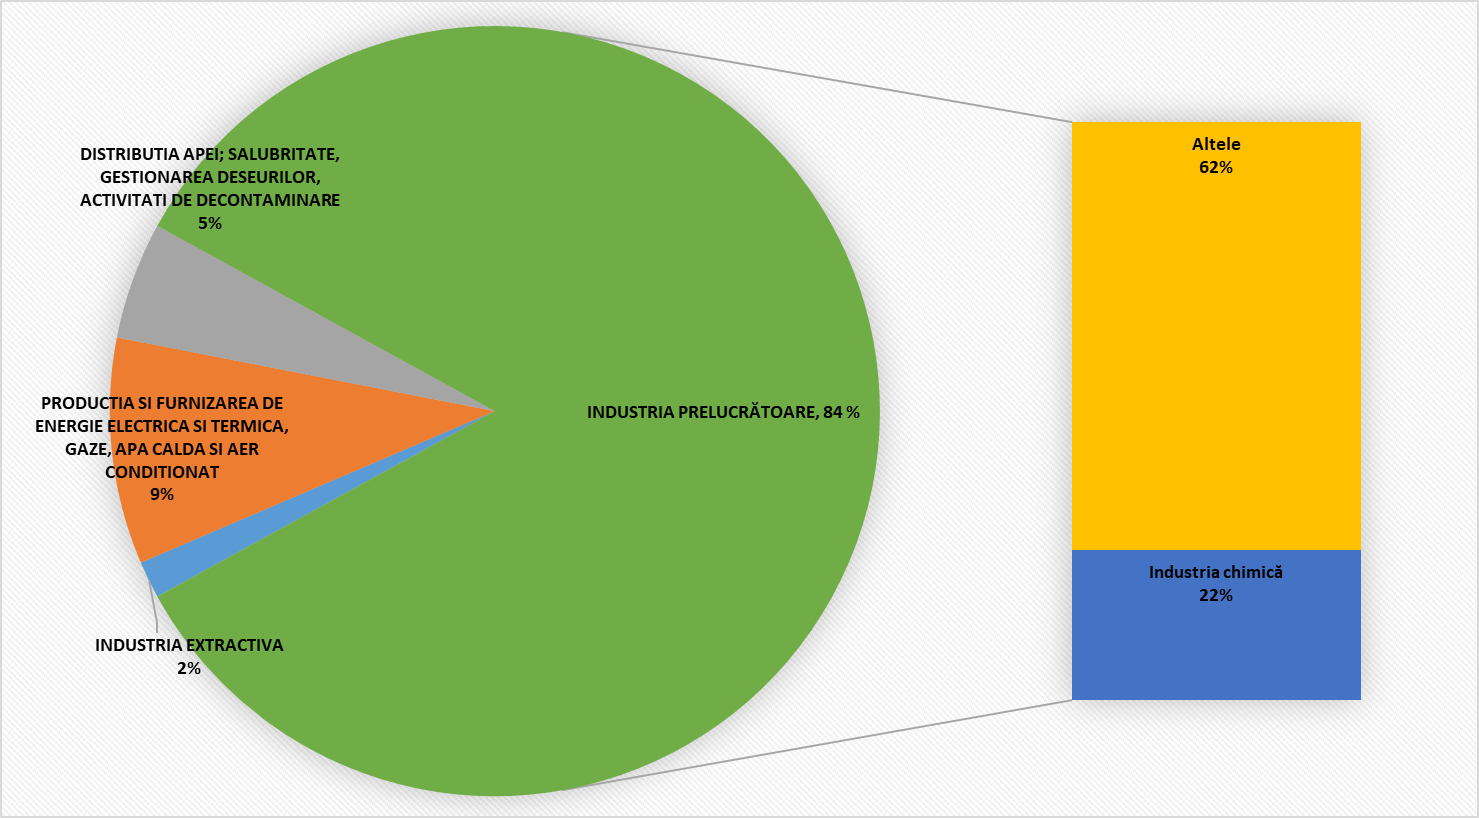 DISTRIBUTIA APEI; SALUBRITATE,
GESTIONAREA DESEURILOR,
ACTIVITATI DE DECONTAMINARE
5%
PRODUCTIA SI FURNIZAREA DE
ENERGIE ELECTRICA SI TERMICA,
GAZE, APA CALDA SI AER
CONDITIONAT
9%
INDUSTRIA EXTRACTIVA
2%
INDUSTRIA PRELUCRĂTOARE, 84 %
Altele
62%
Industria chimică
22%